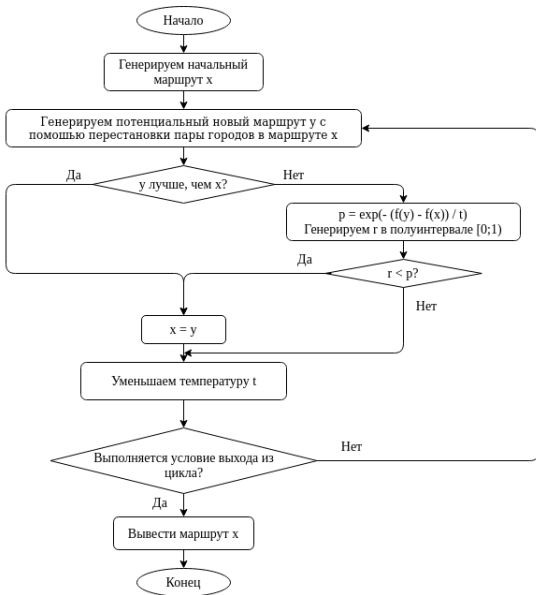 Начало
Генерируем начальный
маршрут x
Генерируем потенциальный новый маршрут y с
помошью перестановки пары городов в маршруте x
Да
y лучше, чем x?
Нет
p = exp(- (f(y) - f(x)) / t)
Генерируем r в полуинтервале [0;1)
Да
r < p?
Нет
x = y
Уменьшаем температуру t
Выполняется условие выхода из
цикла?
Нет
Да
Вывести маршрут x
Конец